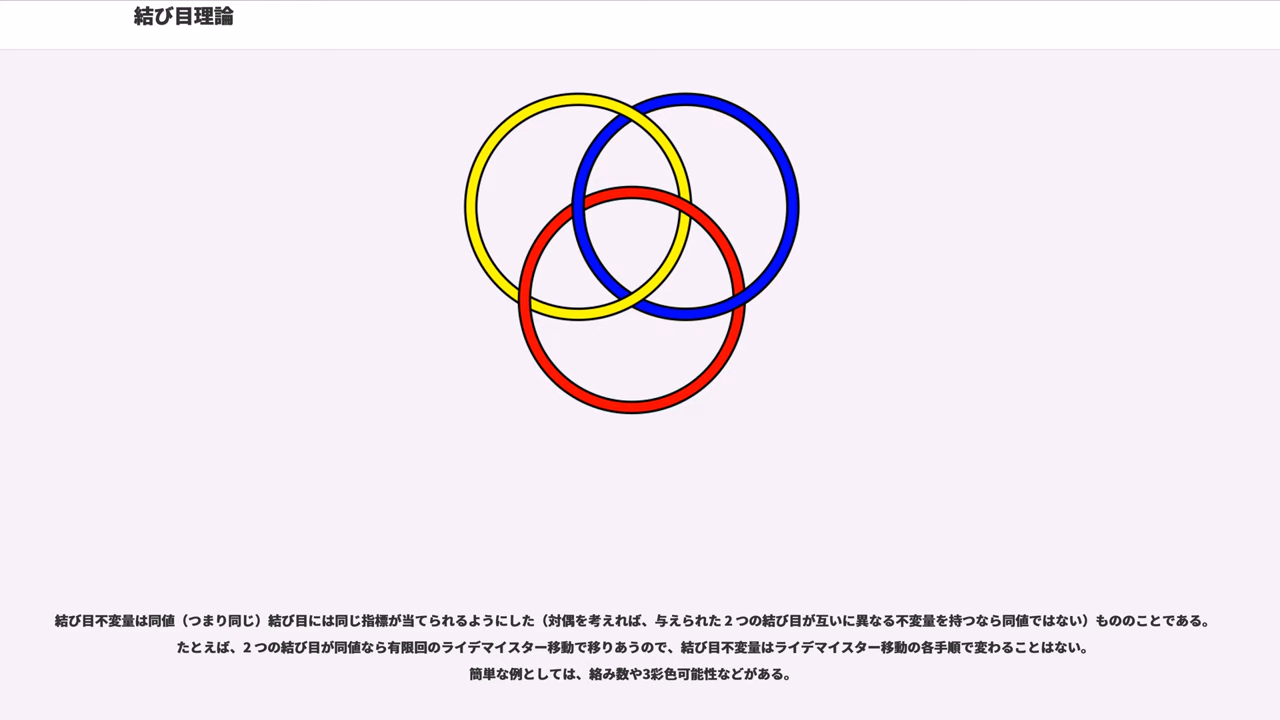 結び目理論
結び目不変量は同値（つまり同じ）結び目には同じ指標が当てられるようにした（対偶を考えれば、与えられた 2 つの結び目が互いに異なる不変量を持つなら同値ではない）もののことである。
たとえば、2 つの結び目が同値なら有限回のライデマイスター移動で移りあうので、結び目不変量はライデマイスター移動の各手順で変わることはない。
簡単な例としては、絡み数や3彩色可能性などがある。